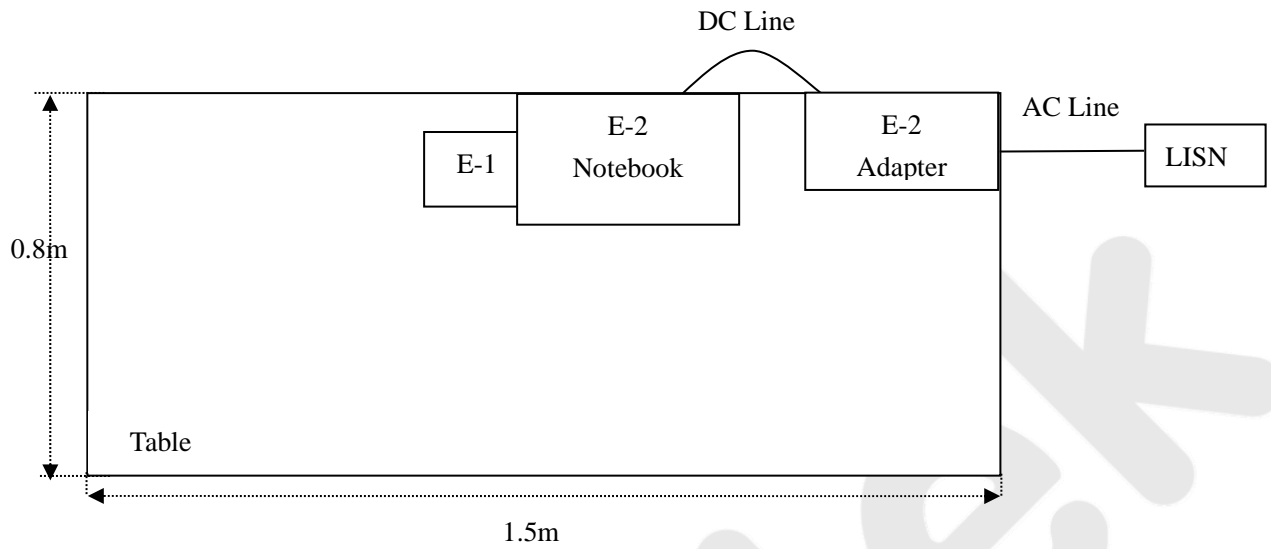 DC Line
AC Line
E-1
E-2
Notebook
E-2
Adapter
LISN
0.8m
Table
1.5m